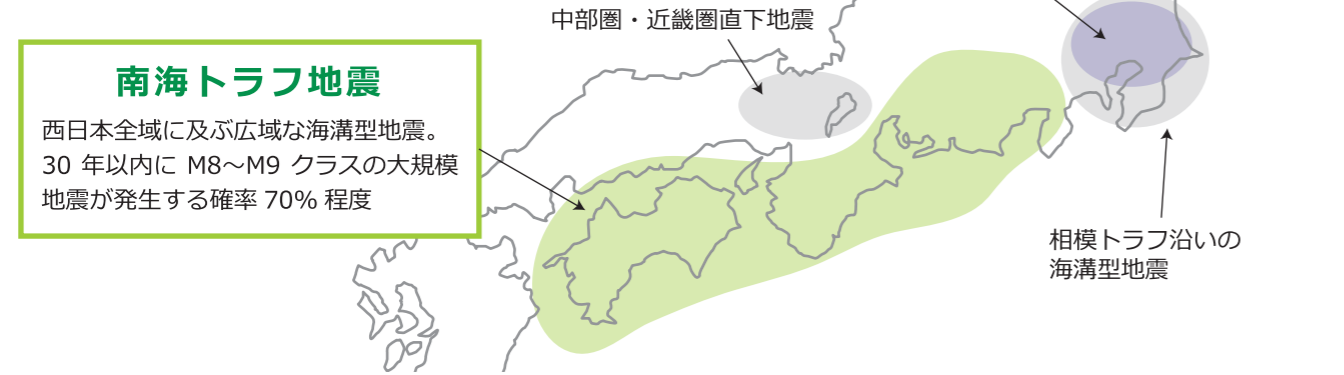 中部圏・近畿圏直下地震
南海トラフ地震
西日本全域に及ぶ広域な海溝型地震。
30 年以内に M8～M9 クラスの大規模
地震が発生する確率 70% 程度
相模トラフ沿いの
海溝型地震